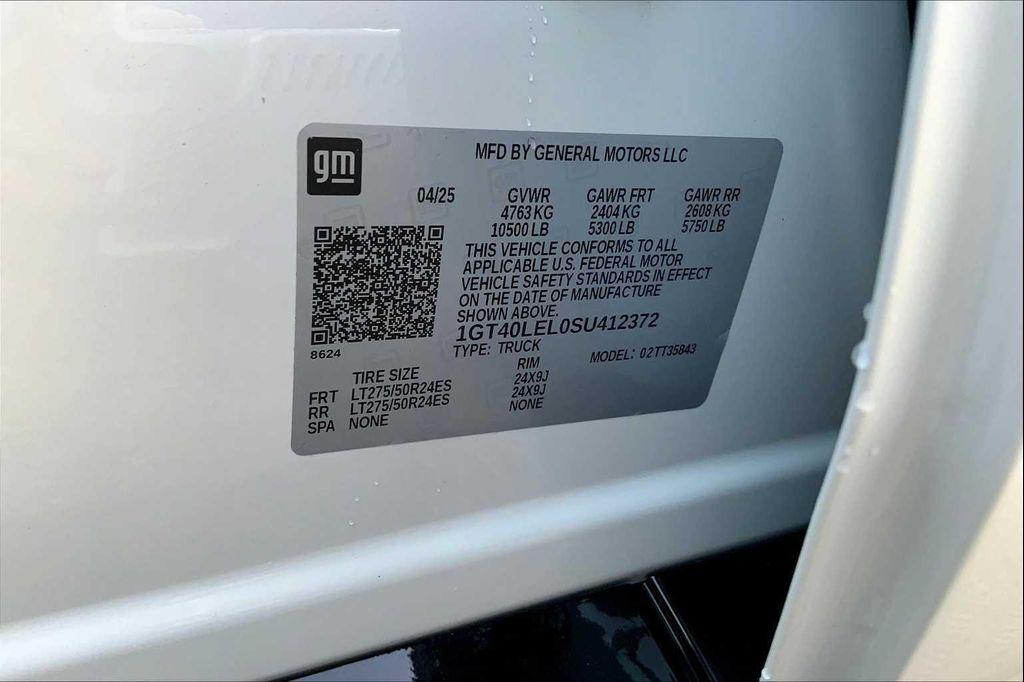 gm
MFD BY GENERAL MOTORS LLC
04/25 GVWR GAWR FRT GAWR RR
4763 KG 2404 KG 2608 KG
10500 LB 5300 LB 5750 LB
THIS VEHICLE CONFORMS TO ALL
APPLICABLE U.S. FEDERAL MOTOR
VEHICLE SAFETY STANDARDS IN EFFECT
ON THE DATE OF MANUFACTURE
SHOWN ABOVE.
1GT40LEL0SU412372
8624
TYPE: TRUCK MODEL: 02TT35843
TIRE SIZE RIM
FRT LT275/50R24ES 24X9J
RR LT275/50R24ES 24X9J
SPA NONE NONE